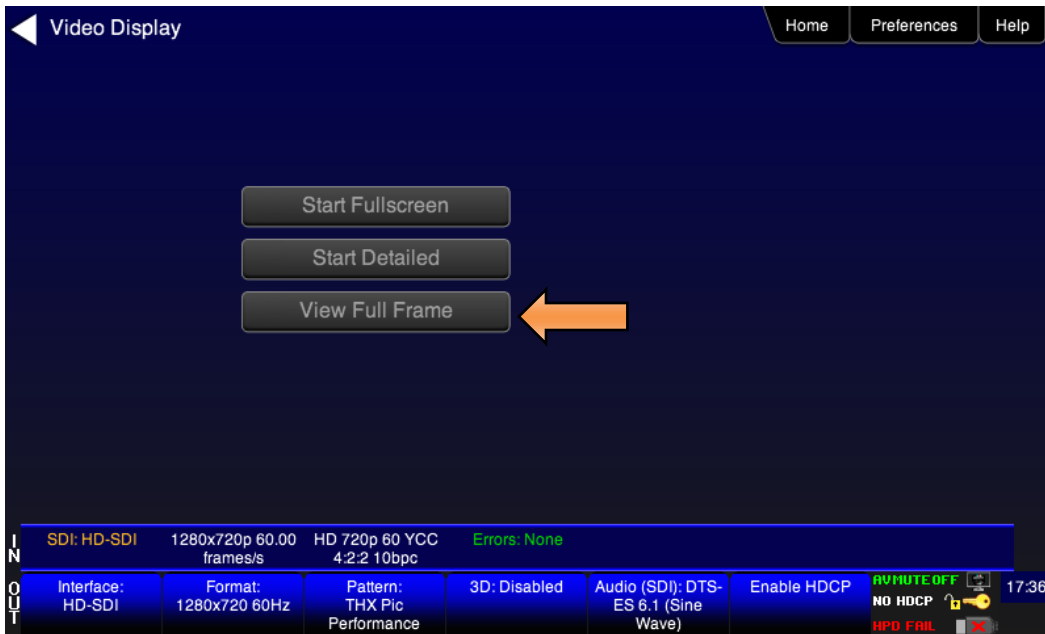 Video Display
Home
Preferences
Help
Start Fullscreen
Start Detailed
View Full Frame
IN
SDI: HD-SDI
1280x720p 60.00
frames/s
HD 720p 60 YCC
4:2:2 10bpc
Errors: None
OUT
Interface:
HD-SDI
Format:
1280x720 60Hz
Pattern:
THX Pic
Performance
3D: Disabled
Audio (SDI): DTS-
ES 6.1 (Sine
Wave)
Enable HDCP
AVMUTE OFF
NO HDCP
HPD FAIL
17:36